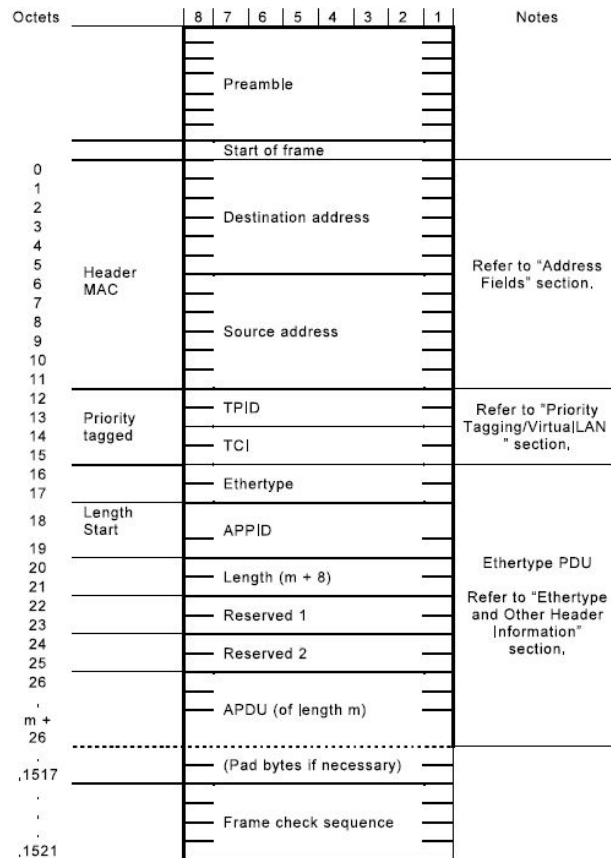 Octets 8 7 6 5 4 3 2 1 Notes
Preamble
Start of frame
0
1
2
3
4
5
6
7
8
9
10
11
Header
MAC
Destination address
Source address
Refer to "Address
Fields" section.
12
13
14
15
Priority
tagged
TPID
TCI
Refer to "Priority
Tagging/Virtual LAN
" section.
16
17
Ethertype
18
19
Length
Start
APPID
20
21
Length (m + 8)
22
23
Reserved 1
24
25
Reserved 2
Ethertype PDU
Refer to "Ethertype
and Other Header
Information"
section.
26
.
m +
26
APDU (of length m)
.1517
(Pad bytes if necessary)
.
.
.1521
Frame check sequence